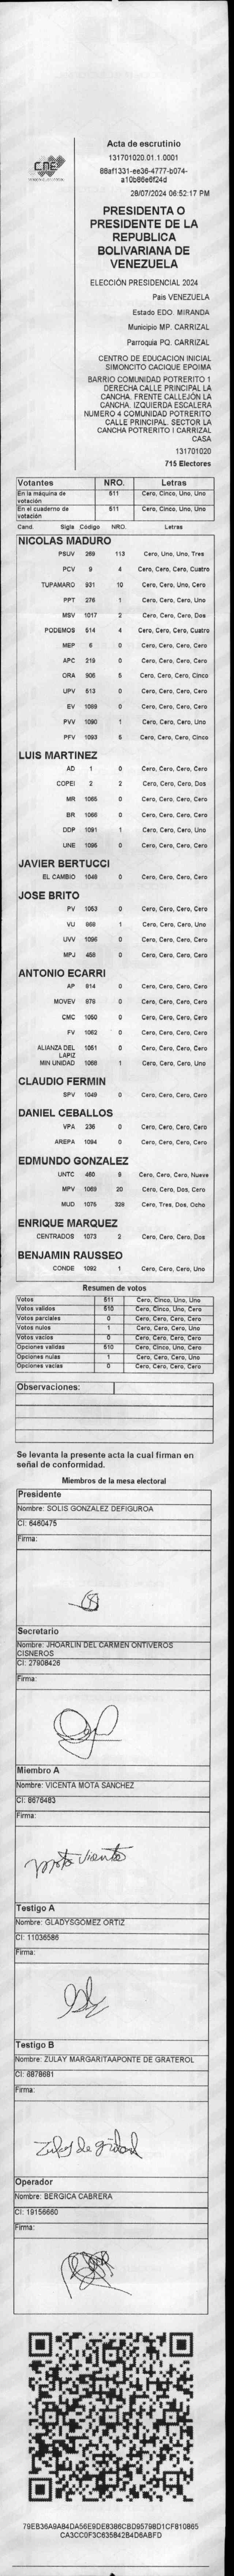 CNE
Acta de escrutinio
131701020.01.1.0001
88af1331-ee36-4777-b074-
a10b86e6f24d
28/07/2024 06:52:17 PM
PRESIDENTA O
PRESIDENTE DE LA
REPUBLICA
BOLIVARIANA DE
VENEZUELA
ELECCIÓN PRESIDENCIAL 2024
Pais VENEZUELA
Estado EDO. MIRANDA
Municipio MP. CARRIZAL
Parroquia PQ. CARRIZAL
CENTRO DE EDUCACION INICIAL
SIMONCITO CACIQUE EPOIMA
BARRIO COMUNIDAD POTRERITO 1
DERECHA CALLE PRINCIPAL LA
CANCHA. FRENTE CALLEJÓN LA
CANCHA. IZQUIERDA ESCALERA
NUMERO 4 COMUNIDAD POTRERITO
CALLE PRINCIPAL. SECTOR LA
CANCHA POTRERITO I CARRIZAL
CASA
131701020
715 Electores
Votantes NRO. Letras
En la máquina de votación 511 Cero, Cinco, Uno, Uno
En el cuaderno de votación 511 Cero, Cinco, Uno, Uno
Cand. Sigla Código NRO. Letras
NICOLAS MADURO
PSUV 269 113 Cero, Uno, Uno, Tres
PCV 9 4 Cero, Cero, Cero, Cuatro
TUPAMARO 931 10 Cero, Cero, Uno, Cero
PPT 276 1 Cero, Cero, Cero, Uno
MSV 1017 2 Cero, Cero, Cero, Dos
PODEMOS 514 4 Cero, Cero, Cero, Cuatro
MEP 6 0 Cero, Cero, Cero, Cero
APC 219 0 Cero, Cero, Cero, Cero
ORA 906 5 Cero, Cero, Cero, Cinco
UPV 513 0 Cero, Cero, Cero, Cero
EV 1089 0 Cero, Cero, Cero, Cero
PVV 1090 1 Cero, Cero, Cero, Uno
PFV 1093 5 Cero, Cero, Cero, Cinco
LUIS MARTINEZ
AD 1 0 Cero, Cero, Cero, Cero
COPEI 2 2 Cero, Cero, Cero, Dos
MR 1065 0 Cero, Cero, Cero, Cero
BR 1066 0 Cero, Cero, Cero, Cero
DDP 1091 1 Cero, Cero, Cero, Uno
UNE 1095 0 Cero, Cero, Cero, Cero
JAVIER BERTUCCI
EL CAMBIO 1046 0 Cero, Cero, Cero, Cero
JOSE BRITO
PV 1053 0 Cero, Cero, Cero, Cero
VU 969 1 Cero, Cero, Cero, Uno
UVV 1096 0 Cero, Cero, Cero, Cero
MPJ 458 0 Cero, Cero, Cero, Cero
ANTONIO ECARRI
AP 914 0 Cero, Cero, Cero, Cero
MOVEV 979 0 Cero, Cero, Cero, Cero
CMC 1050 0 Cero, Cero, Cero, Cero
FV 1062 0 Cero, Cero, Cero, Cero
ALIANZA DEL LAPIZ 1051 0 Cero, Cero, Cero, Cero
MIN UNIDAD 1068 1 Cero, Cero, Cero, Uno
CLAUDIO FERMIN
SPV 1049 0 Cero, Cero, Cero, Cero
DANIEL CEBALLOS
VPA 236 0 Cero, Cero, Cero, Cero
AREPA 1094 0 Cero, Cero, Cero, Cero
EDMUNDO GONZALEZ
UNTC 460 9 Cero, Cero, Cero, Nueve
MPV 1069 20 Cero, Cero, Dos, Cero
MUD 1075 328 Cero, Tres, Dos, Ocho
ENRIQUE MARQUEZ
CENTRADOS 1073 2 Cero, Cero, Cero, Dos
BENJAMIN RAUSSEO
CONDE 1092 1 Cero, Cero, Cero, Uno
Resumen de votos
Votos 511 Cero, Cinco, Uno, Uno
Votos validos 510 Cero, Cinco, Uno, Cero
Votos parciales 0 Cero, Cero, Cero, Cero
Votos nulos 1 Cero, Cero, Cero, Uno
Votos vacios 0 Cero, Cero, Cero, Cero
Opciones validas 510 Cero, Cinco, Uno, Cero
Opciones nulas 1 Cero, Cero, Cero, Uno
Opciones vacias 0 Cero, Cero, Cero, Cero
Observaciones:
Se levanta la presente acta la cual firman en
señal de conformidad.
Miembros de la mesa electoral
Presidente
Nombre: SOLIS GONZALEZ DEFIGUROA
CI: 6460475
Firma:
Secretario
Nombre: JHOARLIN DEL CARMEN ONTIVEROS
CISNEROS
CI: 27908426
Firma:
Miembro A
Nombre: VICENTA MOTA SANCHEZ
CI: 8676483
Firma:
mota Vicenta
Testigo A
Nombre: GLADYSGOMEZ ORTIZ
CI: 11036586
Firma:
Testigo B
Nombre: ZULAY MARGARITAAPONTE DE GRATEROL
CI: 6878681
Firma:
Zulay de
Operador
Nombre: BERGICA CABRERA
CI: 19156660
Firma:
79EB36A9A84DA56E9DE8386CBD95798D1CF810865
CA3CC0F3C635842B4D6ABFD